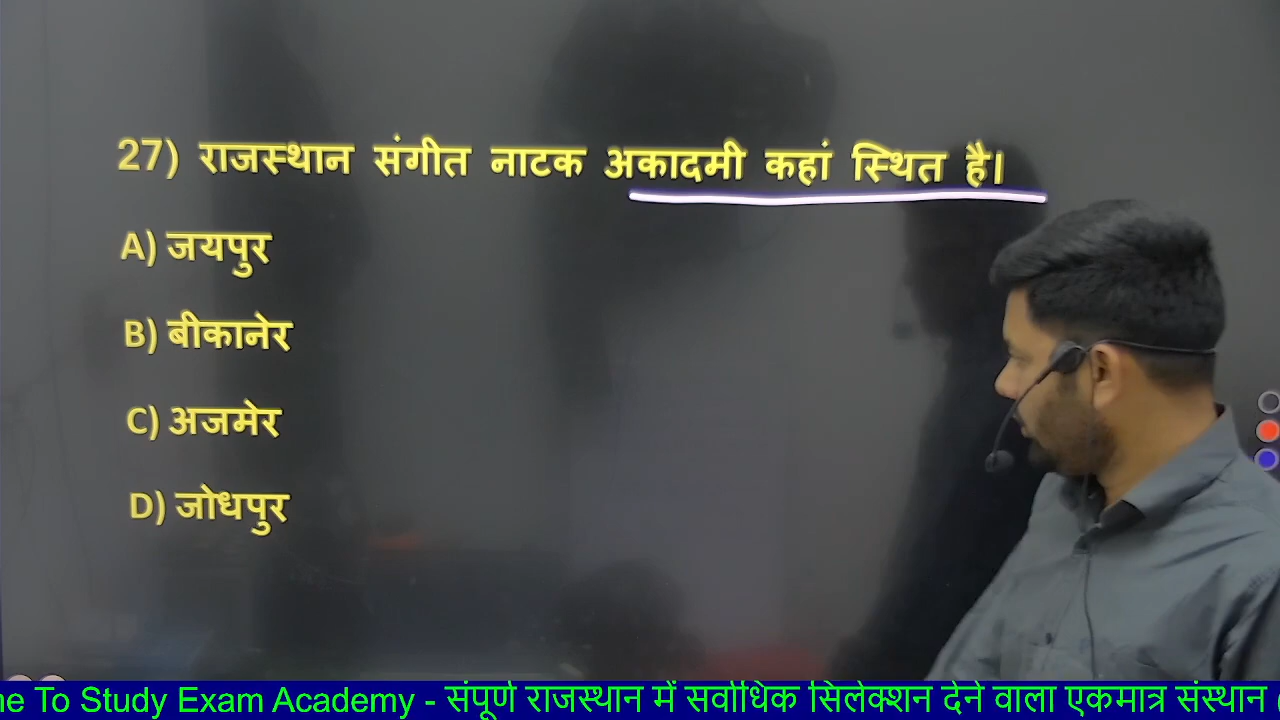 27) राजस्थान संगीत नाटक अकादमी कहां स्थित है।
A) जयपुर
B) बीकानेर
C) अजमेर
D) जोधपुर
To Study Exam Academy - संपूर्ण राजस्थान में सर्वाधिक सिलेक्शन देने वाला एकमात्र संस्थान